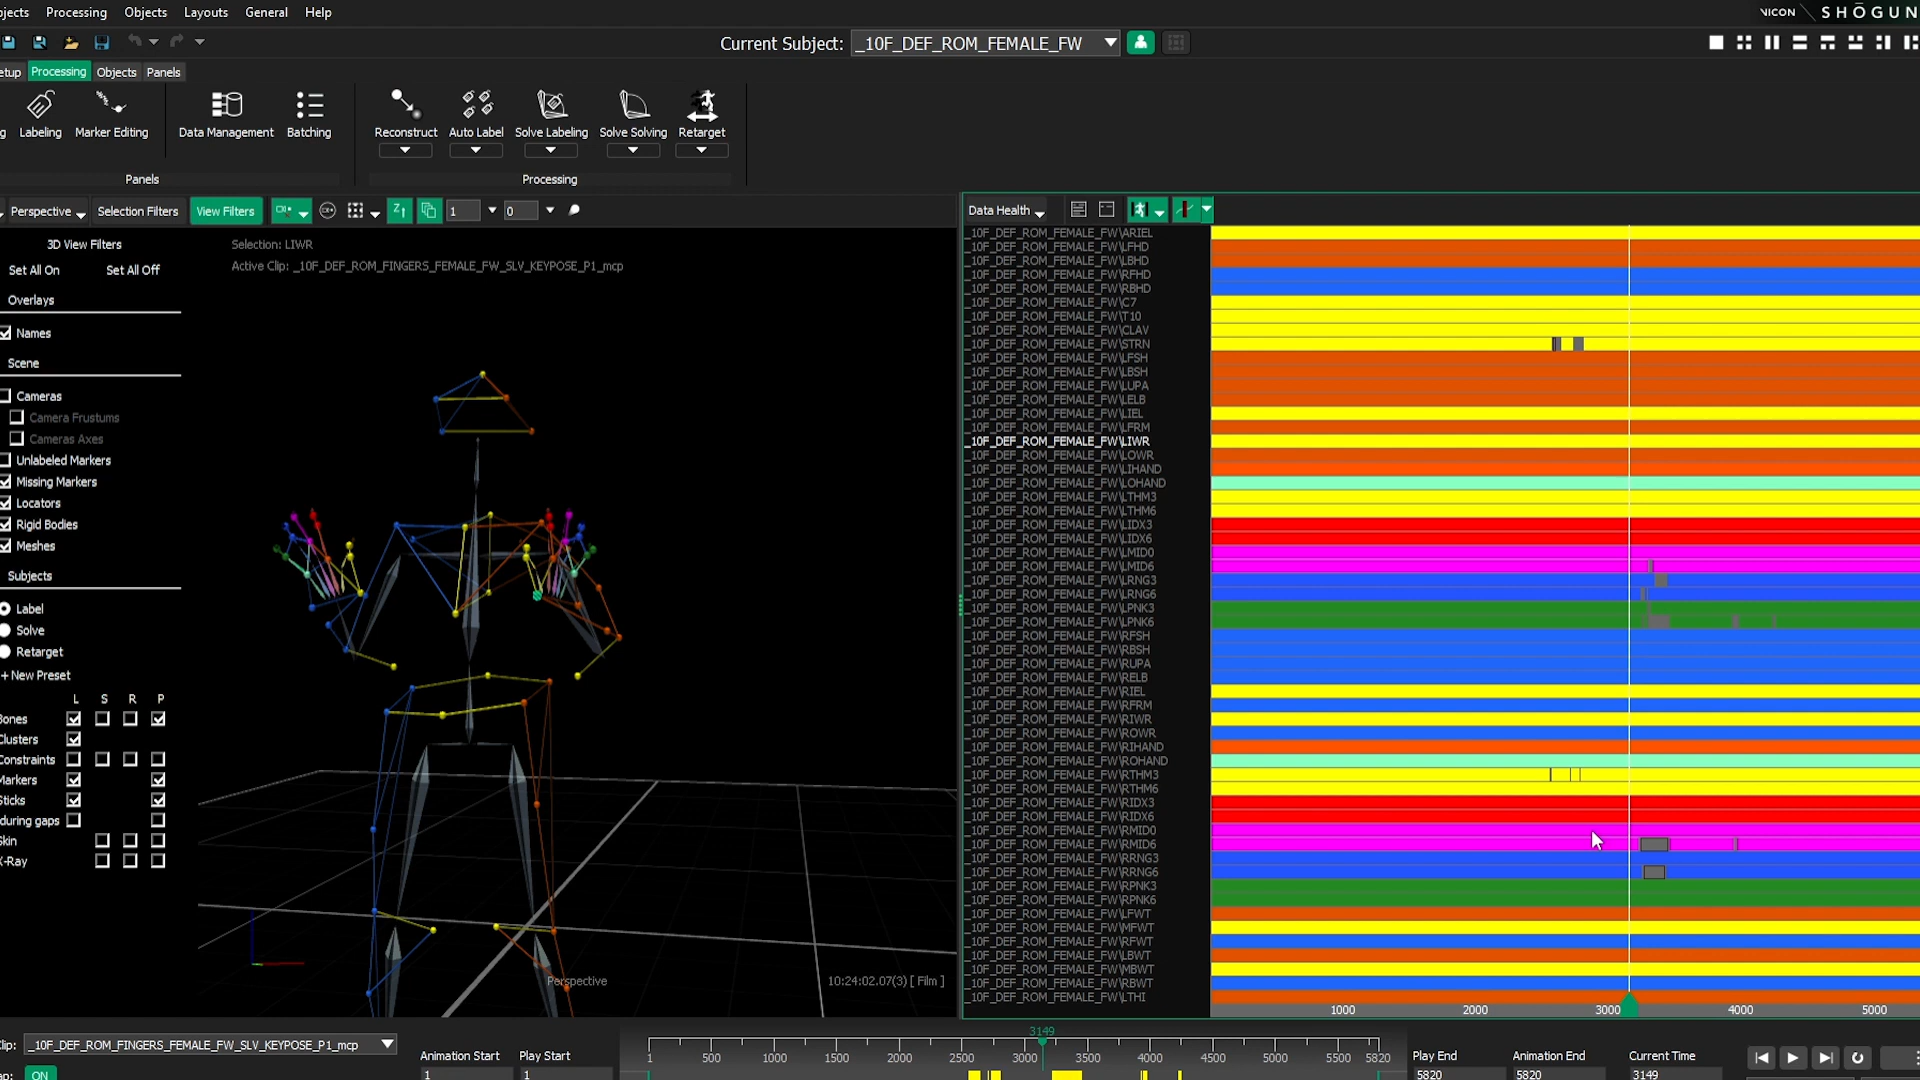 jects Processing Objects Layouts General Help
VICON SHŌGUN
Current Subject: _10F_DEF_ROM_FEMALE_FW
etup Processing Objects Panels
g Labeling Marker Editing Data Management Batching Reconstruct Auto Label Solve Labeling Solve Solving Retarget
Panels Processing
Perspective Selection Filters View Filters 1 0
Data Health
3D View Filters
Set All On Set All Off
Overlays
Names
Scene
Cameras
Camera Frustums
Cameras Axes
Unlabeled Markers
Missing Markers
Locators
Rigid Bodies
Meshes
Subjects
Label
Solve
Retarget
+ New Preset
L S R P
Bones
Clusters
Constraints
Markers
Sticks
during gaps
Skin
X-Ray
Selection: LIWR
Active Clip: _10F_DEF_ROM_FINGERS_FEMALE_FW_SLV_KEYPOSE_P1_mcp
Perspective
10:24:02.07(3) [ Film ]
_10F_DEF_ROM_FEMALE_FW\ARIEL
_10F_DEF_ROM_FEMALE_FW\LFHD
_10F_DEF_ROM_FEMALE_FW\LBHD
_10F_DEF_ROM_FEMALE_FW\RFHD
_10F_DEF_ROM_FEMALE_FW\RBHD
_10F_DEF_ROM_FEMALE_FW\C7
_10F_DEF_ROM_FEMALE_FW\T10
_10F_DEF_ROM_FEMALE_FW\CLAV
_10F_DEF_ROM_FEMALE_FW\STRN
_10F_DEF_ROM_FEMALE_FW\LFSH
_10F_DEF_ROM_FEMALE_FW\LBSH
_10F_DEF_ROM_FEMALE_FW\LUPA
_10F_DEF_ROM_FEMALE_FW\LELB
_10F_DEF_ROM_FEMALE_FW\LIEL
_10F_DEF_ROM_FEMALE_FW\LFRM
_10F_DEF_ROM_FEMALE_FW\LIWR
_10F_DEF_ROM_FEMALE_FW\LOWR
_10F_DEF_ROM_FEMALE_FW\LIHAND
_10F_DEF_ROM_FEMALE_FW\LOHAND
_10F_DEF_ROM_FEMALE_FW\LTHM3
_10F_DEF_ROM_FEMALE_FW\LTHM6
_10F_DEF_ROM_FEMALE_FW\LIDX3
_10F_DEF_ROM_FEMALE_FW\LIDX6
_10F_DEF_ROM_FEMALE_FW\LMID0
_10F_DEF_ROM_FEMALE_FW\LMID6
_10F_DEF_ROM_FEMALE_FW\LRNG3
_10F_DEF_ROM_FEMALE_FW\LRNG6
_10F_DEF_ROM_FEMALE_FW\LPNK3
_10F_DEF_ROM_FEMALE_FW\LPNK6
_10F_DEF_ROM_FEMALE_FW\RFSH
_10F_DEF_ROM_FEMALE_FW\RBSH
_10F_DEF_ROM_FEMALE_FW\RUPA
_10F_DEF_ROM_FEMALE_FW\RELB
_10F_DEF_ROM_FEMALE_FW\RIEL
_10F_DEF_ROM_FEMALE_FW\RFRM
_10F_DEF_ROM_FEMALE_FW\RIWR
_10F_DEF_ROM_FEMALE_FW\ROWR
_10F_DEF_ROM_FEMALE_FW\RIHAND
_10F_DEF_ROM_FEMALE_FW\ROHAND
_10F_DEF_ROM_FEMALE_FW\RTHM3
_10F_DEF_ROM_FEMALE_FW\RTHM6
_10F_DEF_ROM_FEMALE_FW\RIDX3
_10F_DEF_ROM_FEMALE_FW\RIDX6
_10F_DEF_ROM_FEMALE_FW\RMID0
_10F_DEF_ROM_FEMALE_FW\RMID6
_10F_DEF_ROM_FEMALE_FW\RRNG3
_10F_DEF_ROM_FEMALE_FW\RRNG6
_10F_DEF_ROM_FEMALE_FW\RPNK3
_10F_DEF_ROM_FEMALE_FW\RPNK6
_10F_DEF_ROM_FEMALE_FW\LFWT
_10F_DEF_ROM_FEMALE_FW\MFWT
_10F_DEF_ROM_FEMALE_FW\RFWT
_10F_DEF_ROM_FEMALE_FW\LBWT
_10F_DEF_ROM_FEMALE_FW\MBWT
_10F_DEF_ROM_FEMALE_FW\RBWT
_10F_DEF_ROM_FEMALE_FW\LTHI
1000 2000 3000 4000 5000
Clip: _10F_DEF_ROM_FINGERS_FEMALE_FW_SLV_KEYPOSE_P1_mcp
ap: ON
Animation Start Play Start
1 1
3149
1 500 1000 1500 2000 2500 3000 3500 4000 4500 5000 5500 5820
Play End Animation End Current Time
5820 5820 3149